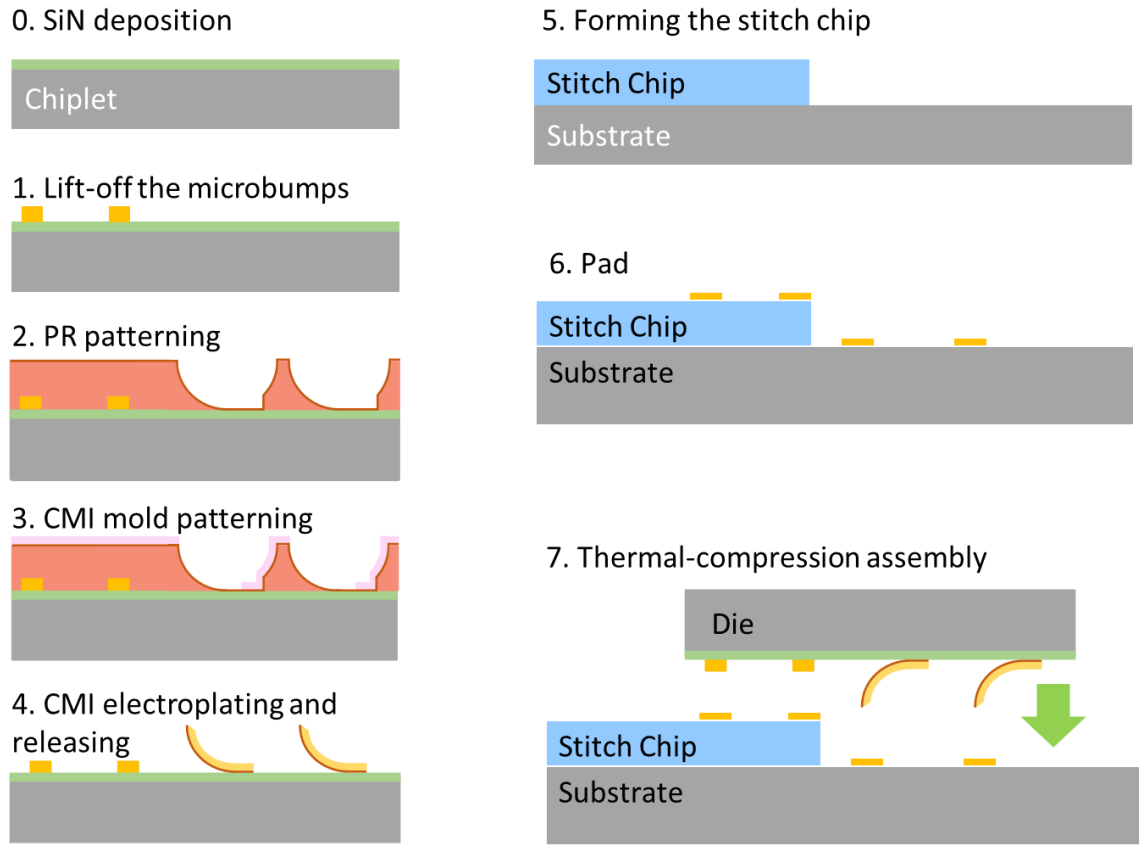 0. SiN deposition
Chiplet
1. Lift-off the microbumps
2. PR patterning
3. CMI mold patterning
4. CMI electroplating and
releasing
5. Forming the stitch chip
Stitch Chip
Substrate
6. Pad
Stitch Chip
Substrate
7. Thermal-compression assembly
Die
Stitch Chip
Substrate